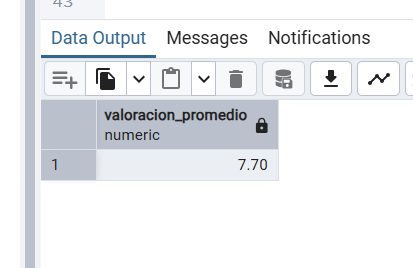 43
Data Output Messages Notifications
valoracion_promedio
numeric
1 7.70